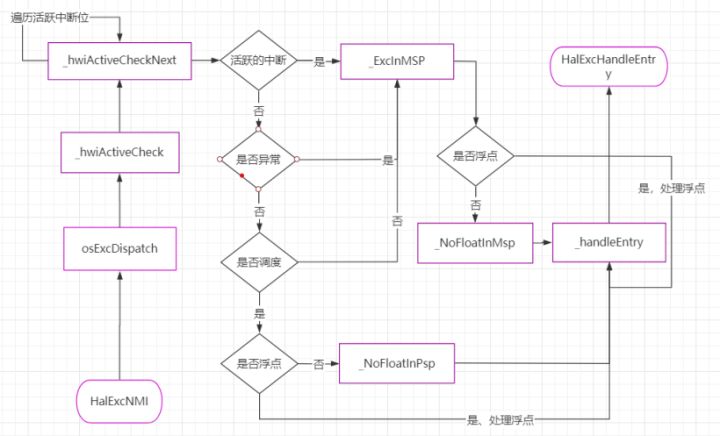 遍历活跃中断位
_hwiActiveCheckNext
活跃的中断
是
_ExcInMSP
HalExcHandleEntr
y
否
_hwiActiveCheck
是否异常
是
是否浮点
是，处理浮点
否
否
否
osExcDispatch
是否调度
_NoFloatInMsp
_handleEntry
是
是否浮点
否
_NoFloatInPsp
HalExcNMI
是、处理浮点